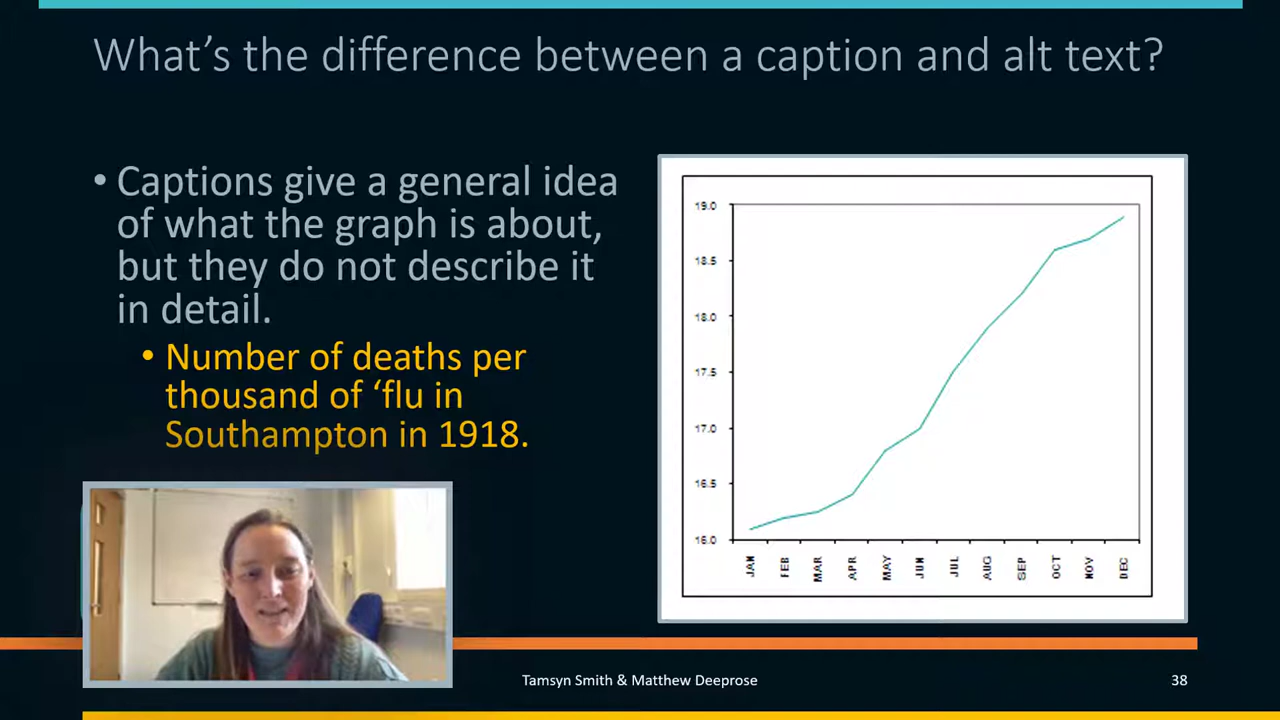 What’s the difference between a caption and alt text?
• Captions give a general idea
of what the graph is about,
but they do not describe it
in detail.
• Number of deaths per
thousand of ‘flu in
Southampton in 1918.
19.0
18.5
18.0
17.5
17.0
16.5
16.0
JAN FEB MAR APR MAY JUN JUL AUG SEP OCT NOV DEC
Tamsyn Smith & Matthew Deeprose
38